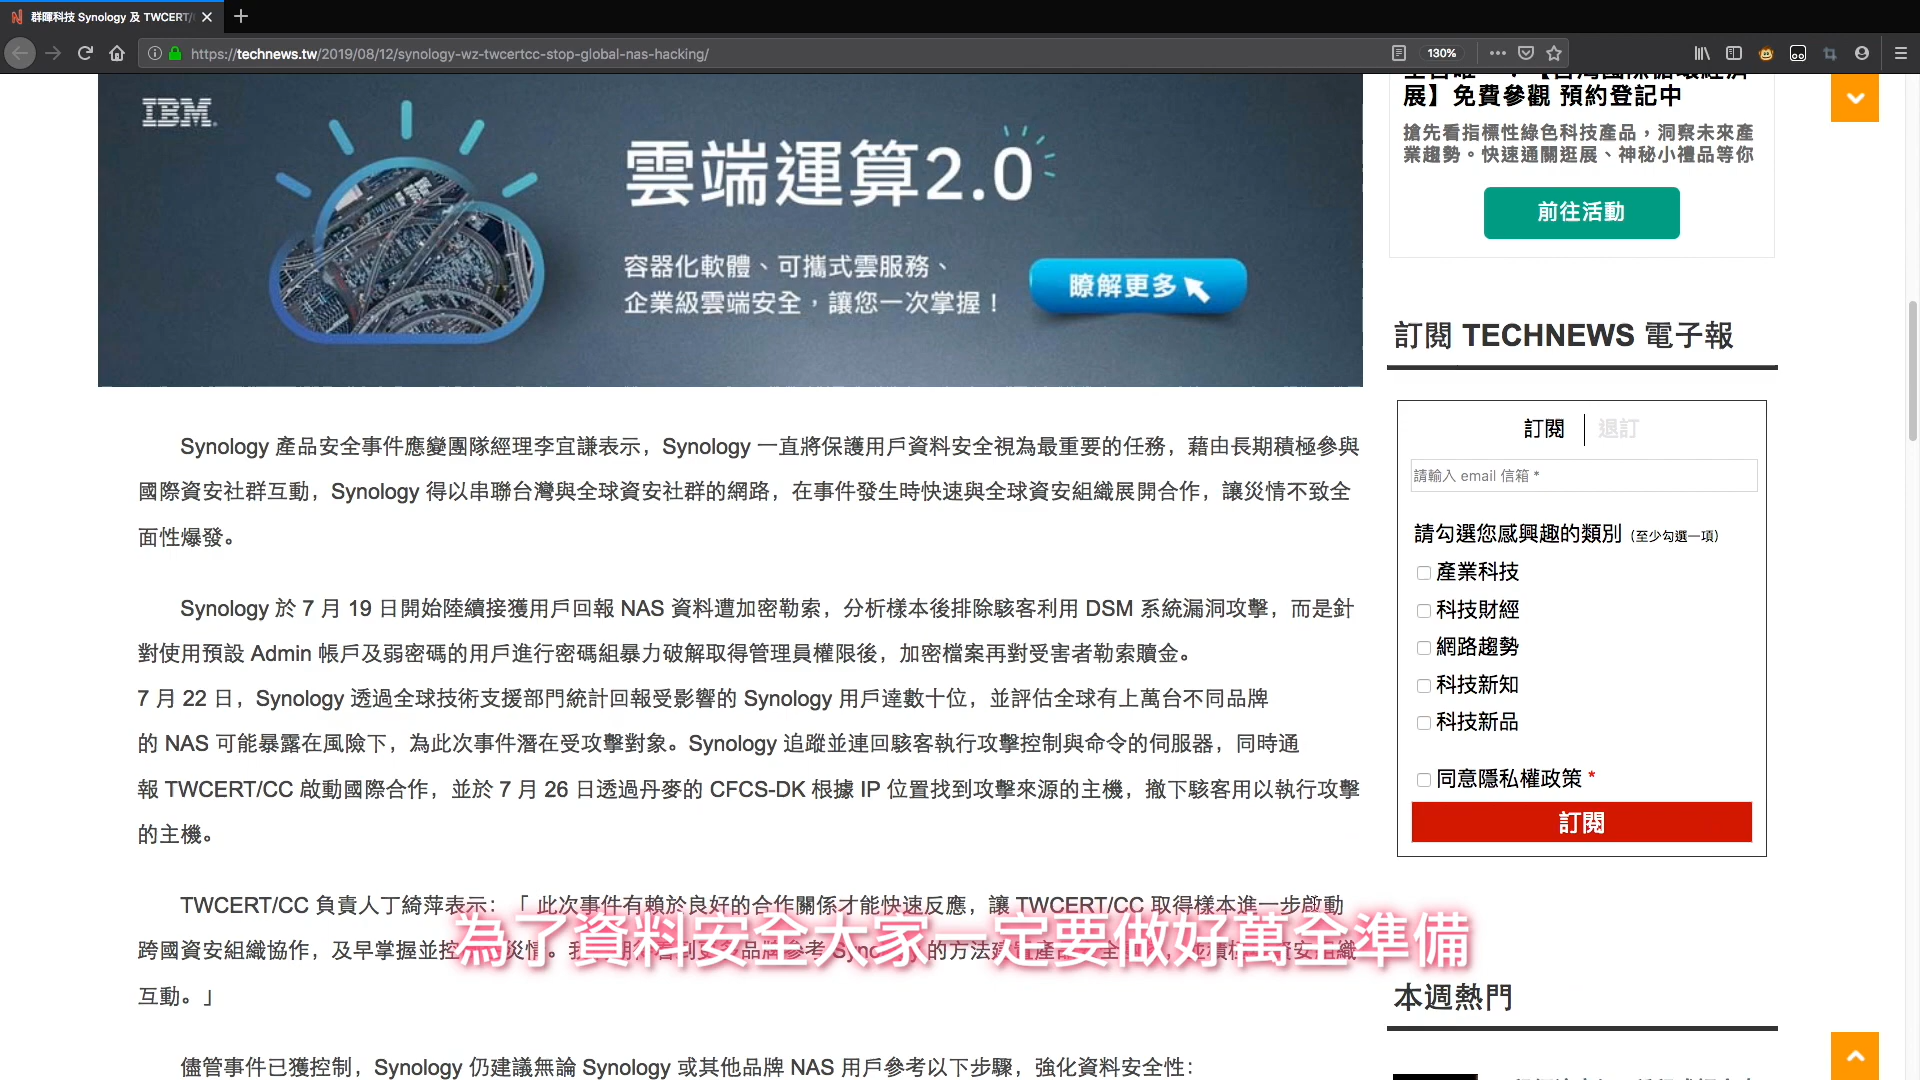 群暉科技 Synology 及 TWCERT/
https://technews.tw/2019/08/12/synology-wz-twcertcc-stop-global-nas-hacking/
130%
IBM
雲端運算2.0
容器化軟體、可攜式雲服務、
企業級雲端安全，讓您一次掌握！
瞭解更多
Synology 產品安全事件應變團隊經理李宜謙表示，Synology 一直將保護用戶資料安全視為最重要的任務，藉由長期積極參與
國際資安社群互動，Synology 得以串聯台灣與全球資安社群的網路，在事件發生時快速與全球資安組織展開合作，讓災情不致全
面性爆發。
Synology 於 7 月 19 日開始陸續接獲用戶回報 NAS 資料遭加密勒索，分析樣本後排除駭客利用 DSM 系統漏洞攻擊，而是針
對使用預設 Admin 帳戶及弱密碼的用戶進行密碼組暴力破解取得管理員權限後，加密檔案再對受害者勒索贖金。
7 月 22 日，Synology 透過全球技術支援部門統計回報受影響的 Synology 用戶達數十位，並評估全球有上萬台不同品牌
的 NAS 可能暴露在風險下，為此次事件潛在受攻擊對象。Synology 追蹤並連回駭客執行攻擊控制與命令的伺服器，同時通
報 TWCERT/CC 啟動國際合作，並於 7 月 26 日透過丹麥的 CFCS-DK 根據 IP 位置找到攻擊來源的主機，撤下駭客用以執行攻擊
的主機。
TWCERT/CC 負責人丁綺萍表示：「 此次事件有賴於良好的合作關係才能快速反應，讓 TWCERT/CC 取得樣本進一步啟動
跨國資安組織協作，及早掌握並控 災情。我 品牌參考 的方法 產 資安組織
互動。」
為了資料安全大家一定要做好萬全準備
儘管事件已獲控制，Synology 仍建議無論 Synology 或其他品牌 NAS 用戶參考以下步驟，強化資料安全性：
展】免費參觀 預約登記中
搶先看指標性綠色科技產品，洞察未來產
業趨勢。快速通關逛展、神秘小禮品等你
前往活動
訂閱 TECHNEWS 電子報
訂閱 退訂
請輸入 email 信箱 *
請勾選您感興趣的類別 (至少勾選一項)
產業科技
科技財經
網路趨勢
科技新知
科技新品
同意隱私權政策 *
訂閱
本週熱門